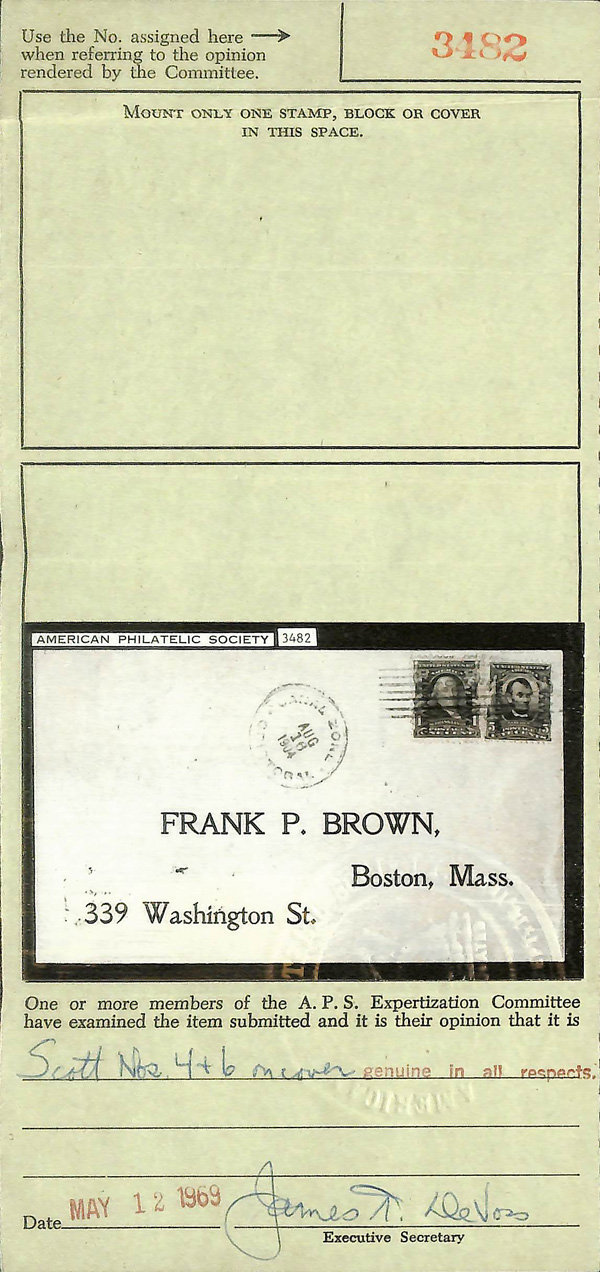 Use the No. assigned here
when referring to the opinion
rendered by the Committee.
3482
MOUNT ONLY ONE STAMP, BLOCK OR COVER
IN THIS SPACE.
AMERICAN PHILATELIC SOCIETY 3482
CANAL ZONE
AUG
16
1904
FRANK P. BROWN,
Boston, Mass.
339 Washington St.
One or more members of the A. P. S. Expertization Committee
have examined the item submitted and it is their opinion that it is
Scott Nos. 4 + 6 on cover genuine in all respects.
Date MAY 12 1969 James T. DeVoss
Executive Secretary